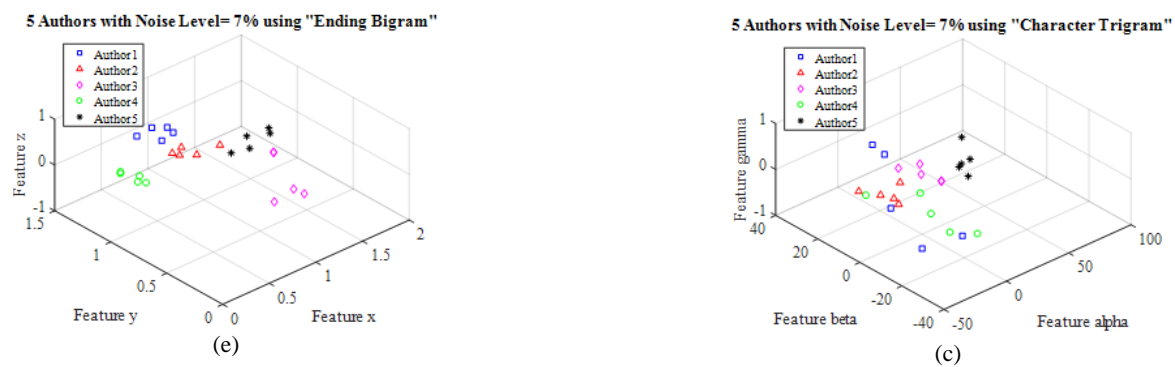 5 Authors with Noise Level= 7% using "Ending Bigram"
Author1
Author2
Author3
Author4
Author5
Feature z
1
0
-1
1.5
1
0.5
0
Feature y
0
0.5
1
1.5
2
Feature x
(e)
5 Authors with Noise Level= 7% using "Character Trigram"
Author1
Author2
Author3
Author4
Author5
Feature gamma
1
0
-1
40
20
0
-20
-40
Feature beta
-50
0
50
100
Feature alpha
(c)